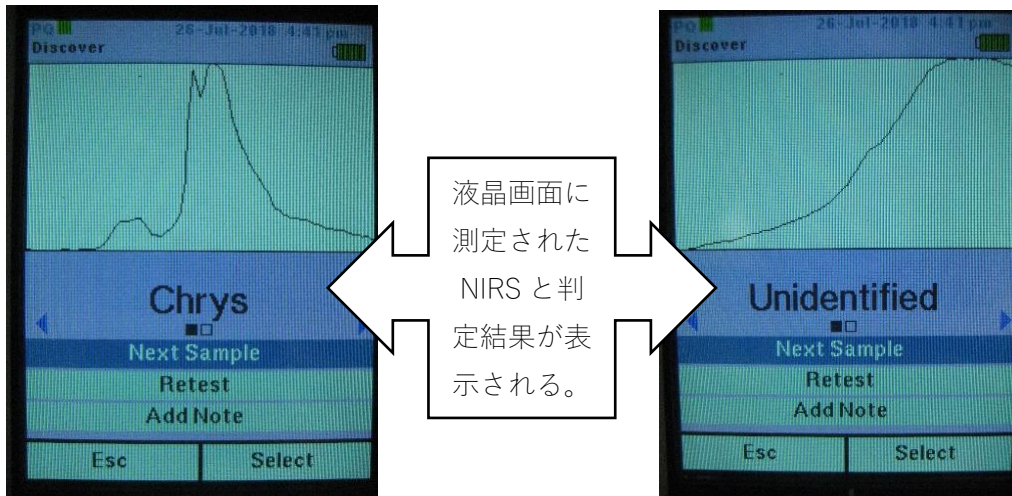 PQ 26-Jul-2018 4:41 pm
Discover
Chrys
Next Sample
Retest
Add Note
Esc Select
液晶画面に
測定された
NIRS と判
定結果が表
示される。
PQ 26-Jul-2018 4:41 pm
Discover
Unidentified
Next Sample
Retest
Add Note
Esc Select